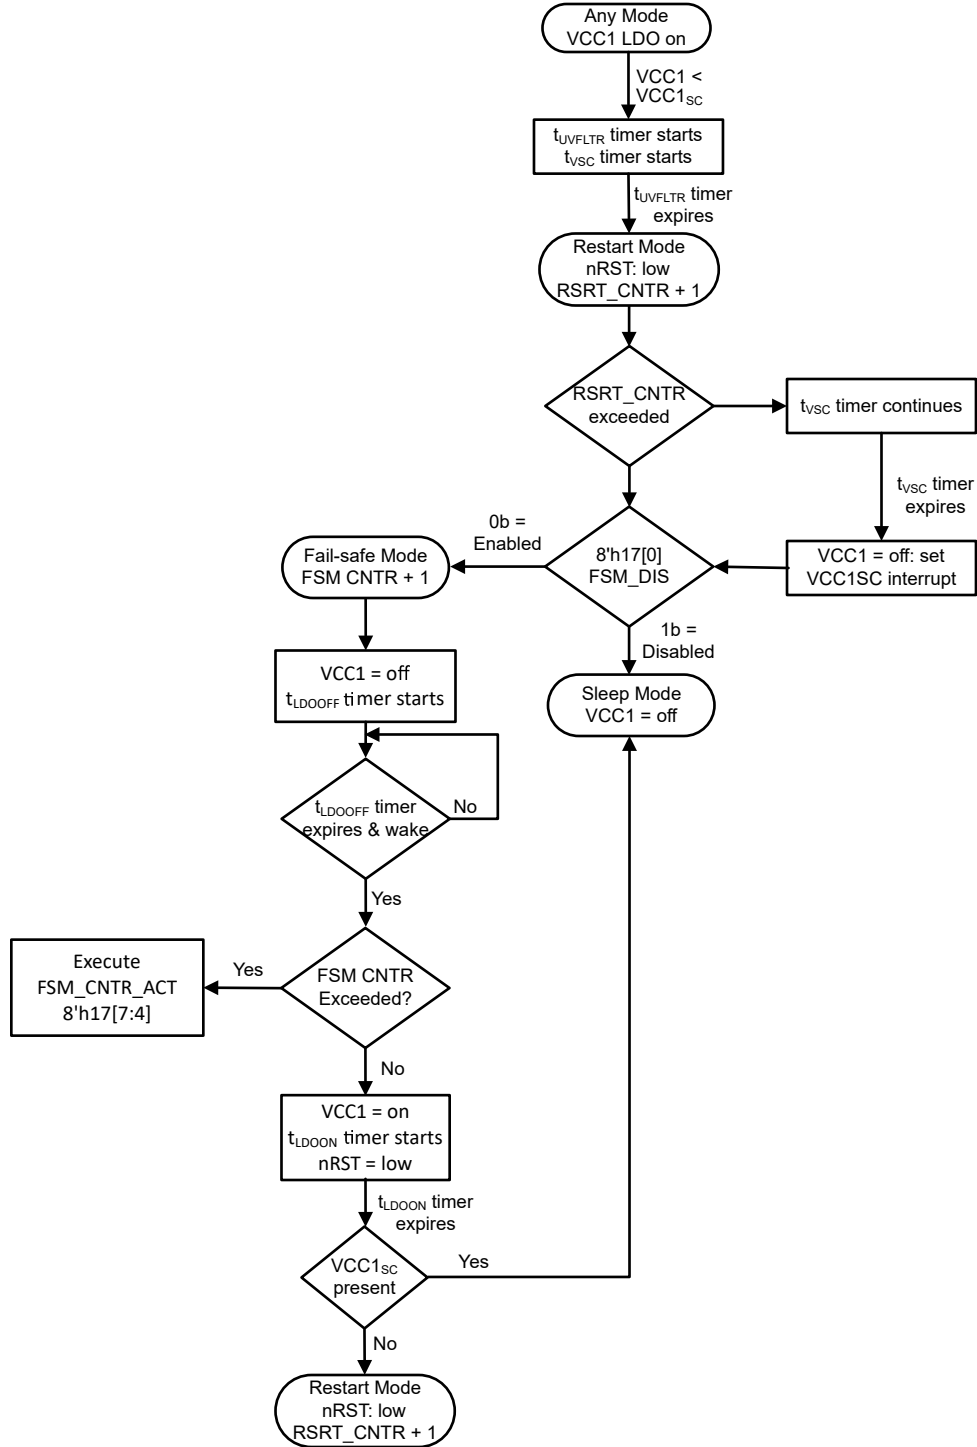 Any Mode
VCC1 LDO on
VCC1 <
VCC1SC
tUVFLTR timer starts
tVSC timer starts
tUVFLTR timer
expires
Restart Mode
nRST: low
RSRT_CNTR + 1
RSRT_CNTR
exceeded
tVSC timer continues
tVSC timer
expires
VCC1 = off: set
VCC1SC interrupt
8'h17[0]
FSM_DIS
0b =
Enabled
1b =
Disabled
Sleep Mode
VCC1 = off
Fail-safe Mode
FSM CNTR + 1
VCC1 = off
tLDOOFF timer starts
tLDOOFF timer
expires & wake
No
Yes
FSM CNTR
Exceeded?
Yes
Execute
FSM_CNTR_ACT
8'h17[7:4]
No
VCC1 = on
tLDOON timer starts
nRST = low
tLDOON timer
expires
VCC1SC
present
Yes
No
Restart Mode
nRST: low
RSRT_CNTR + 1